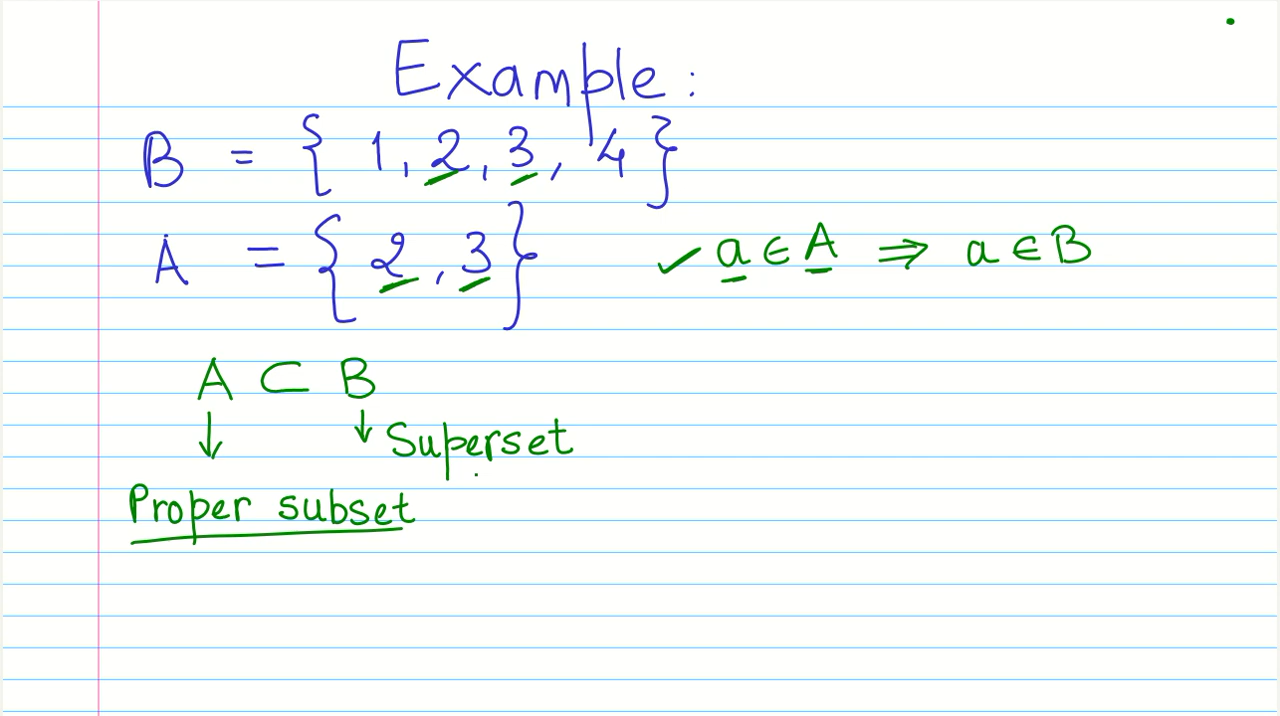 Example:
B = { 1, 2, 3, 4 }
A = { 2, 3 } ✓ a ∈ A ⇒ a ∈ B
A ⊂ B
↓ ↓ Superset
Proper subset